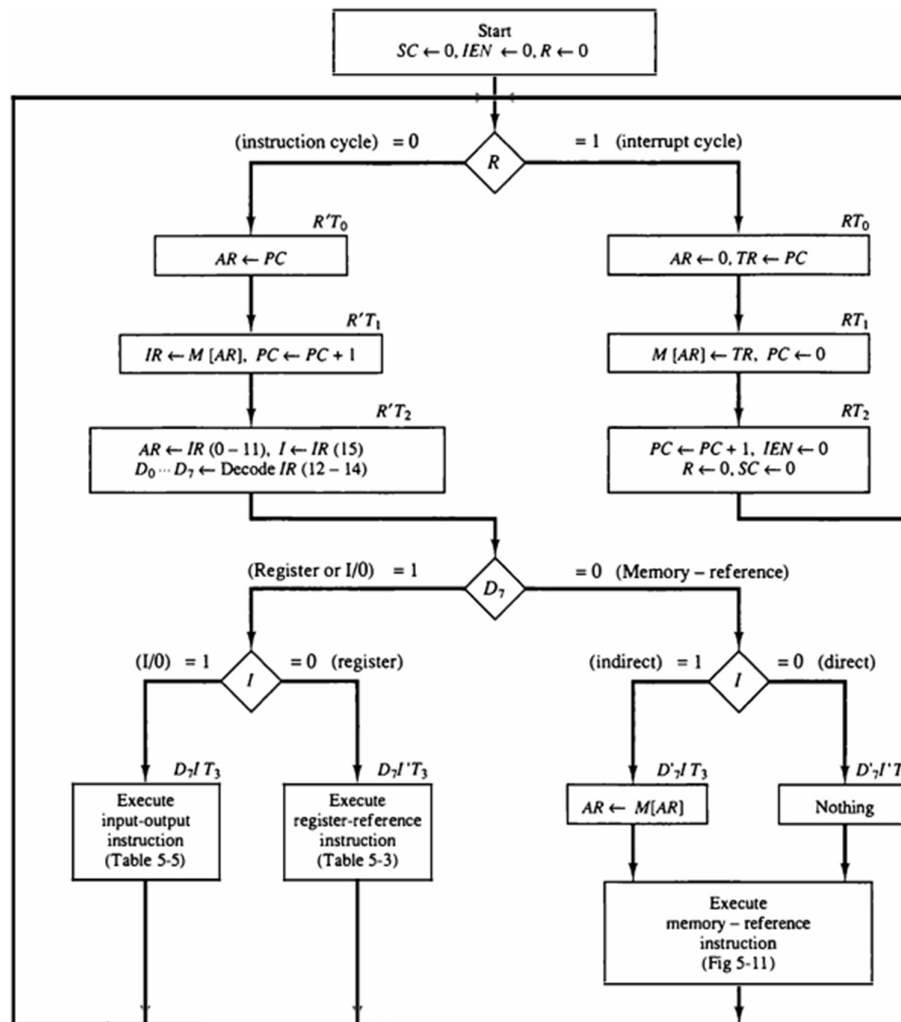 Start
SC ← 0, IEN ← 0, R ← 0
(instruction cycle) = 0
R
= 1 (interrupt cycle)
R'T₀
AR ← PC
RT₀
AR ← 0, TR ← PC
R'T₁
IR ← M [AR], PC ← PC + 1
RT₁
M [AR] ← TR, PC ← 0
R'T₂
AR ← IR (0 – 11), I ← IR (15)
D₀ ··· D₇ ← Decode IR (12 – 14)
RT₂
PC ← PC + 1, IEN ← 0
R ← 0, SC ← 0
(Register or I/0) = 1
D₇
= 0 (Memory – reference)
(I/0) = 1
I
= 0 (register)
(indirect) = 1
I
= 0 (direct)
D₇I T₃
Execute
input-output
instruction
(Table 5-5)
D₇I'T₃
Execute
register-reference
instruction
(Table 5-3)
D'₇I T₃
AR ← M[AR]
D'₇I'T
Nothing
Execute
memory – reference
instruction
(Fig 5-11)